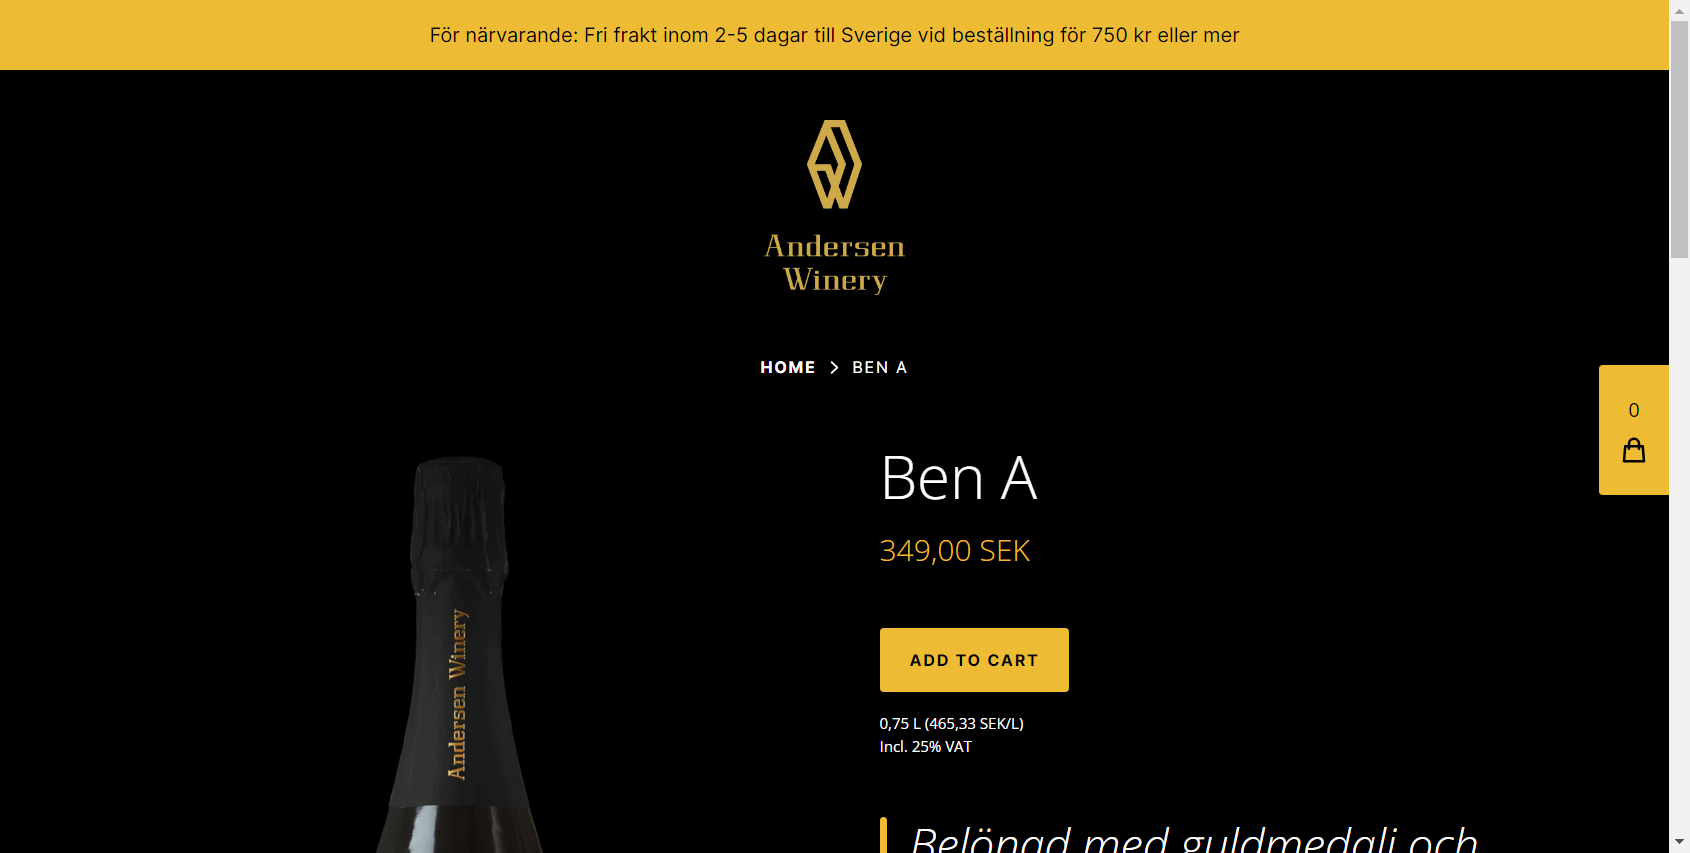 För närvarande: Fri frakt inom 2-5 dagar till Sverige vid beställning för 750 kr eller mer
Andersen
Winery
HOME > BEN A
0
Ben A
349,00 SEK
Andersen Winery
ADD TO CART
0,75 L (465,33 SEK/L)
Incl. 25% VAT
Belönad med guldmedalj och